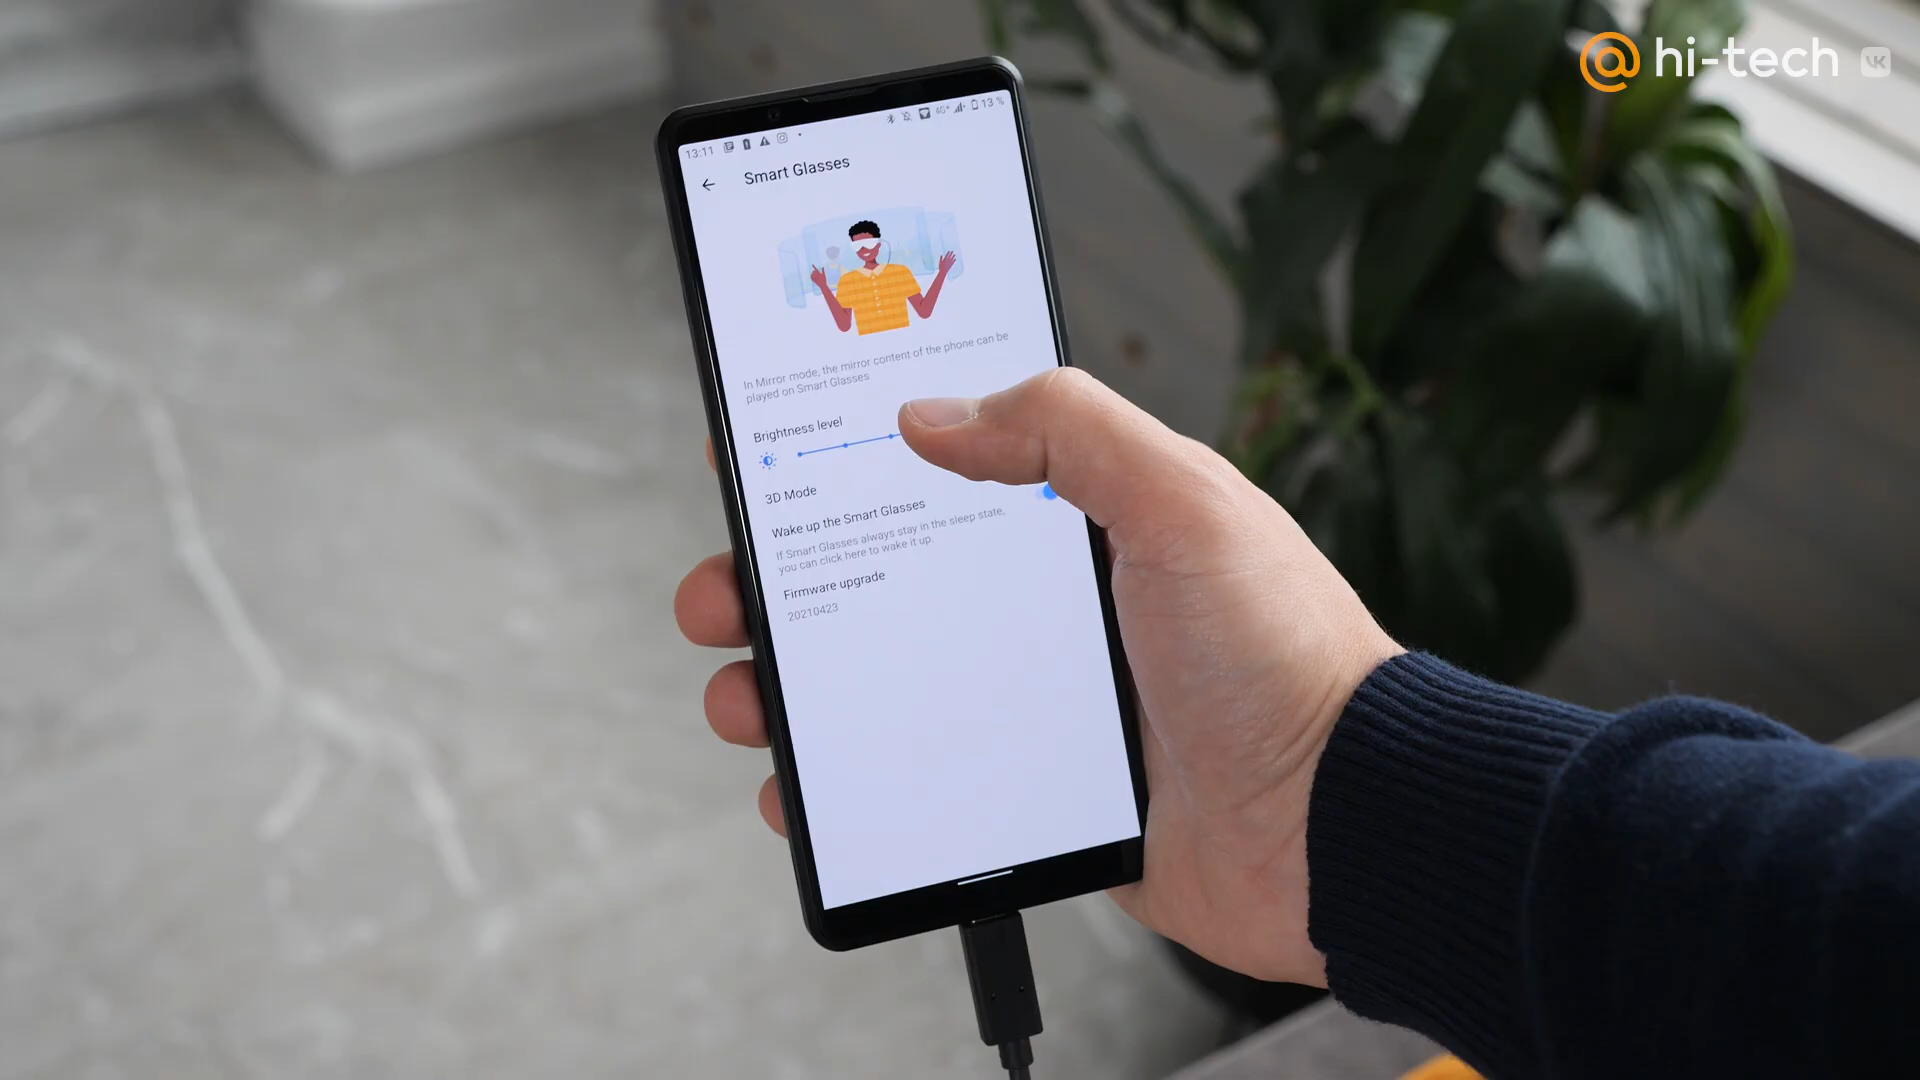 @hi-tech VK
13:11 4G+ 13 %
Smart Glasses
In Mirror mode, the mirror content of the phone can be
played on Smart Glasses
Brightness level
3D Mode
Wake up the Smart Glasses
If Smart Glasses always stay in the sleep state,
you can click here to wake it up.
Firmware upgrade
20210423